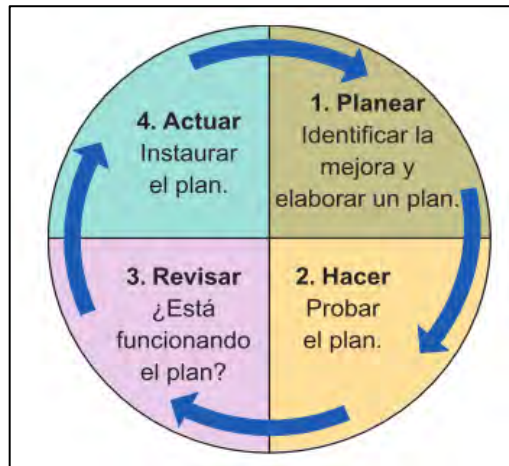 1. Planear
Identificar la
mejora y
elaborar un plan.
2. Hacer
Probar
el plan.
3. Revisar
¿Está
funcionando
el plan?
4. Actuar
Instaurar
el plan.